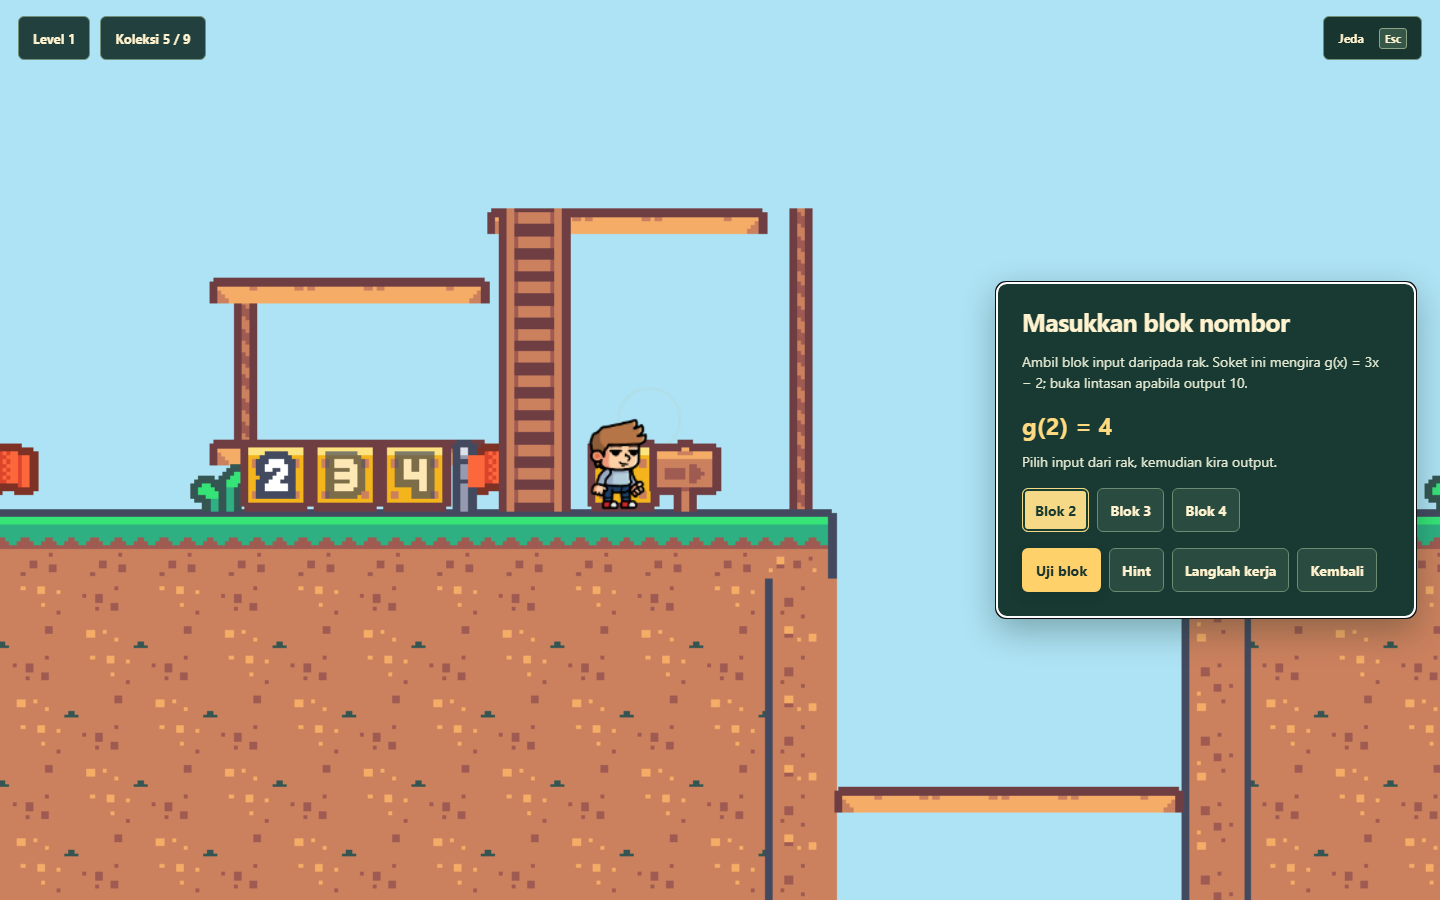 Level 1
Koleksi 5 / 9
Jeda Esc
Masukkan blok nombor
Ambil blok input daripada rak. Soket ini mengira g(x) = 3x
− 2; buka lintasan apabila output 10.
g(2) = 4
Pilih input dari rak, kemudian kira output.
Blok 2 Blok 3 Blok 4
Uji blok Hint Langkah kerja Kembali
2 3 4